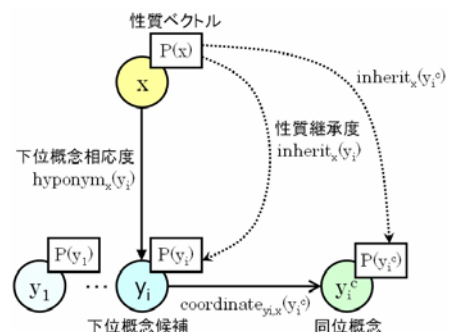 性質ベクトル
P(x)
x
inherit_x(y_i^c)
性質継承度
inherit_x(y_i)
下位概念相応度
hyponym_x(y_i)
P(y_1)
P(y_i)
P(y_i^c)
y_1
…
y_i
y_i^c
coordinate_{yi,x}(y_i^c)
下位概念候補
同位概念